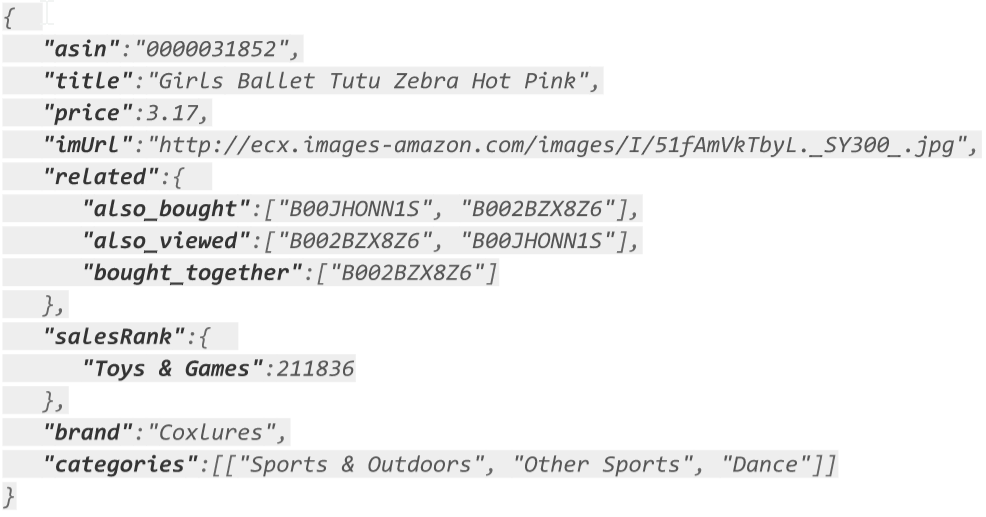 {
"asin":"0000031852",
"title":"Girls Ballet Tutu Zebra Hot Pink",
"price":3.17,
"imUrl":"http://ecx.images-amazon.com/images/I/51fAmVkTbyL._SY300_.jpg",
"related":{
"also_bought":["B00JHONN1S", "B002BZX8Z6"],
"also_viewed":["B002BZX8Z6", "B00JHONN1S"],
"bought_together":["B002BZX8Z6"]
},
"salesRank":{
"Toys & Games":211836
},
"brand":"Coxlures",
"categories":[["Sports & Outdoors", "Other Sports", "Dance"]]
}